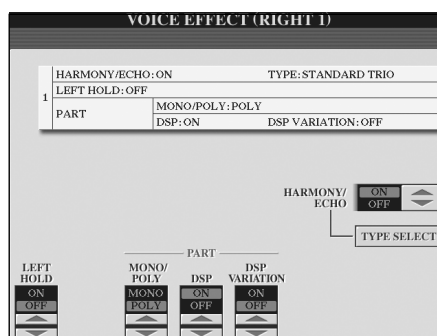 VOICE EFFECT (RIGHT 1)
HARMONY/ECHO: ON TYPE: STANDARD TRIO
1 LEFT HOLD: OFF
PART MONO/POLY: POLY
DSP: ON DSP VARIATION: OFF
HARMONY/ ECHO ON OFF
TYPE SELECT
PART
LEFT HOLD MONO/ POLY DSP DSP VARIATION
ON MONO ON ON
OFF POLY OFF OFF